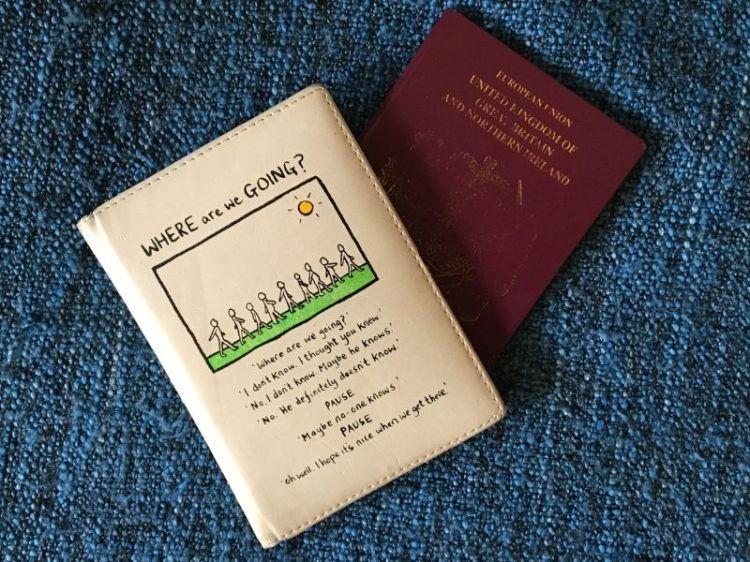 WHERE are we GOING?
'Where are we going?'
'I don't know. I thought you knew'
'No, I don't know. Maybe he knows.'
'No. He definitely doesn't know'
PAUSE
'Maybe no-one knows'
PAUSE
'oh well. I hope it's nice when we get there.'
EUROPEAN UNION
UNITED KINGDOM OF
GREAT BRITAIN
AND NORTHERN IRELAND